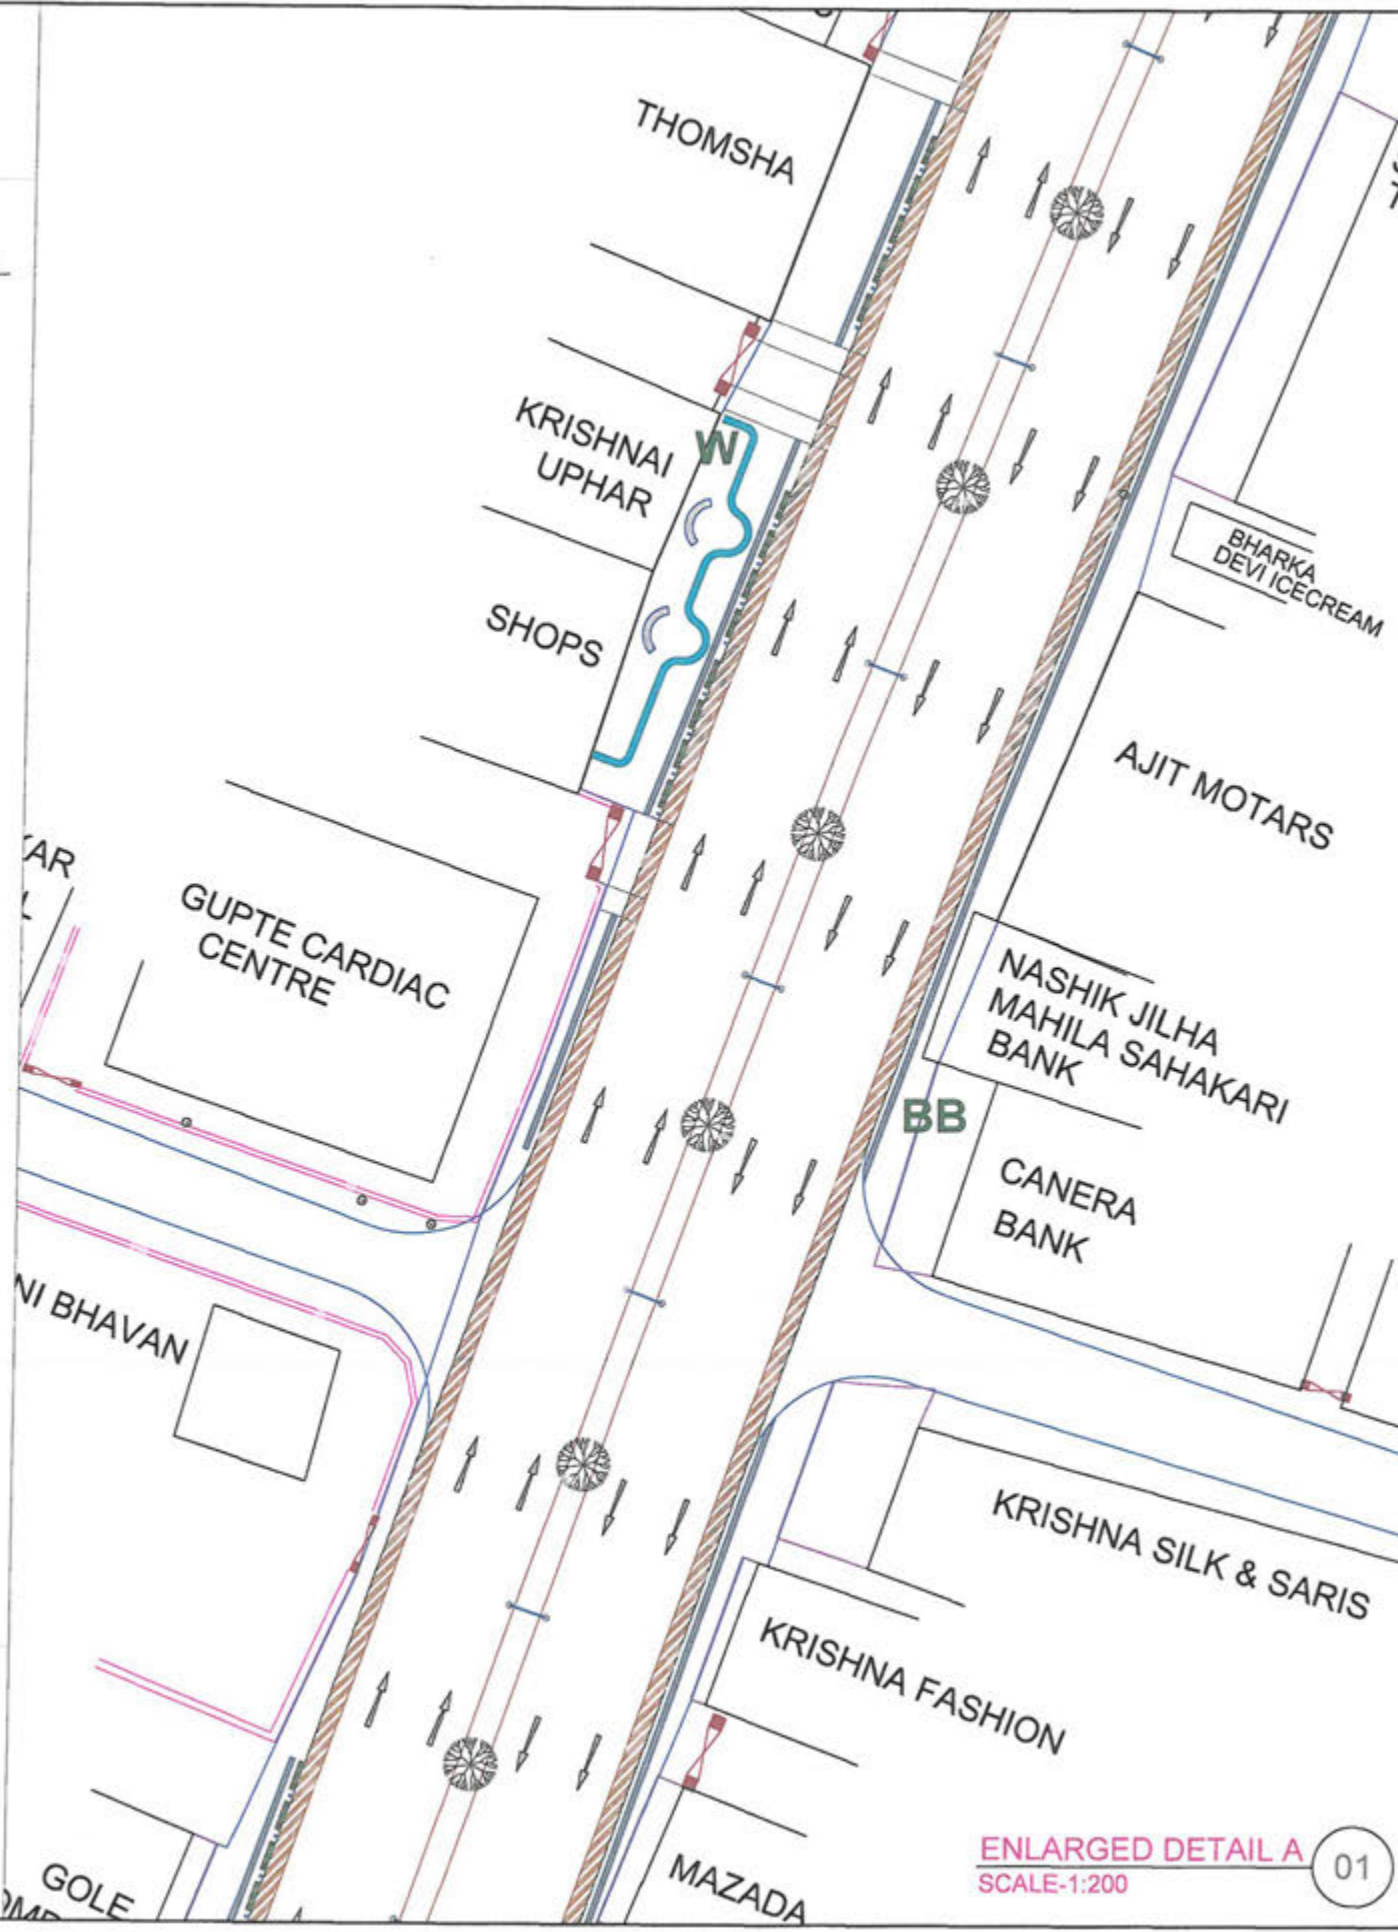 THOMSHA
KRISHNAI
UPHAR
W
SHOPS
BHARKA
DEVI ICECREAM
AJIT MOTARS
GUPTE CARDIAC
CENTRE
NASHIK JILHA
MAHILA SAHAKARI
BANK
BB
CANERA
BANK
NI BHAVAN
KRISHNA SILK & SARIS
KRISHNA FASHION
MAZADA
GOLE
ENLARGED DETAIL A
SCALE-1:200
01